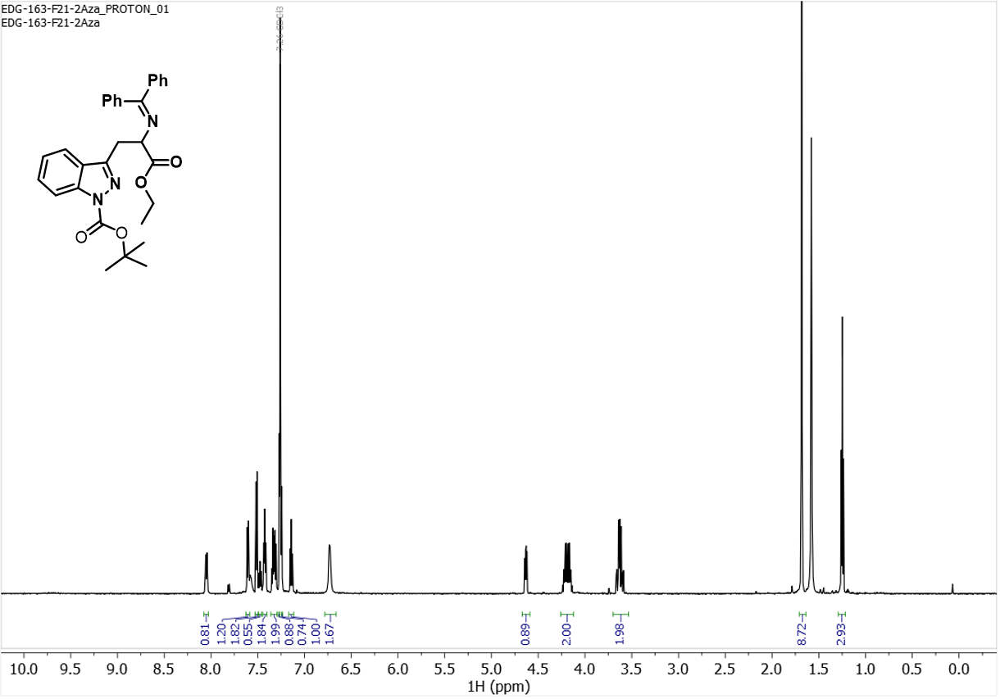 EDG-163-F21-2Aza_PROTON_01
EDG-163-F21-2Aza
7.26 CDCl3
Ph
Ph
N
O
O
N
N
O
O
0.81
1.20
1.82
0.55
1.84
1.99
0.88
0.74
1.00
1.67
0.89
2.00
1.98
8.72
2.93
10.0 9.5 9.0 8.5 8.0 7.5 7.0 6.5 6.0 5.5 5.0 4.5 4.0 3.5 3.0 2.5 2.0 1.5 1.0 0.5 0.0
1H (ppm)